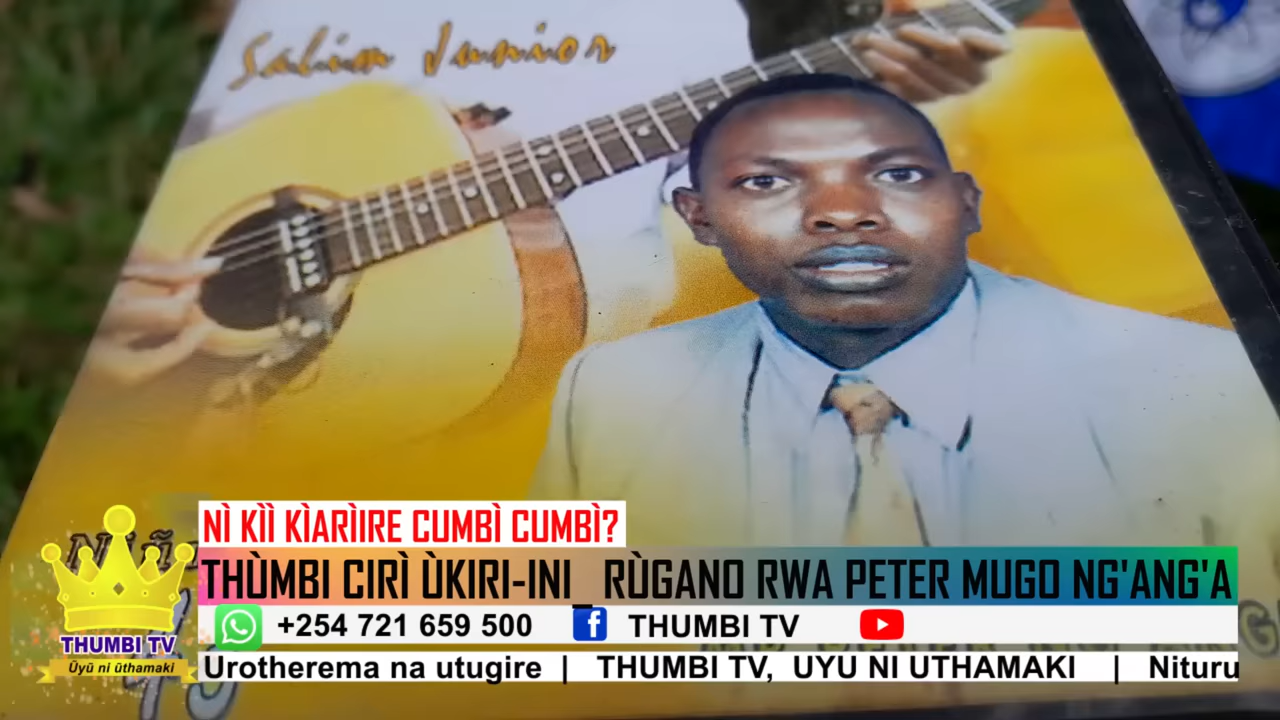 Salim Junior
NÌ KÌÌ KÌARÌIRE CUMBÌ CUMBÌ?
THÙMBI CIRÌ ÙKIRI-INI_ RÙGANO RWA PETER MUGO NG'ANG'A
+254 721 659 500 THUMBI TV
THUMBI TV
Ũyũ ni ũthamaki
Urotherema na utugire | THUMBI TV, UYU NI UTHAMAKI | Nituru